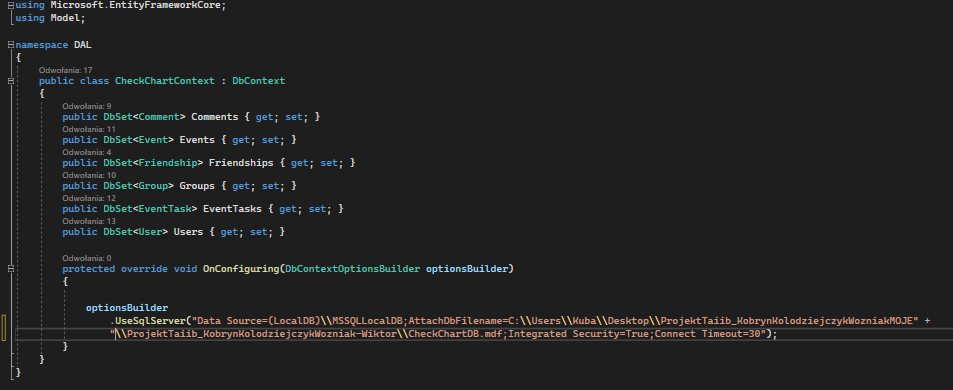 using Microsoft.EntityFrameworkCore;
using Model;
namespace DAL
{
Odwołania: 17
public class CheckChartContext : DbContext
{
Odwołania: 9
public DbSet<Comment> Comments { get; set; }
Odwołania: 11
public DbSet<Event> Events { get; set; }
Odwołania: 4
public DbSet<Friendship> Friendships { get; set; }
Odwołania: 10
public DbSet<Group> Groups { get; set; }
Odwołania: 12
public DbSet<EventTask> EventTasks { get; set; }
Odwołania: 13
public DbSet<User> Users { get; set; }
Odwołania: 0
protected override void OnConfiguring(DbContextOptionsBuilder optionsBuilder)
{
optionsBuilder
.UseSqlServer("Data Source=(LocalDB)\\MSSQLLocalDB;AttachDbFilename=C:\\Users\\Kuba\\Desktop\\ProjektTaiib_KobrynKolodziejczykWozniakMOJE" +
"\\ProjektTaiib_KobrynKolodziejczykWozniak-Wiktor\\CheckChartDB.mdf;Integrated Security=True;Connect Timeout=30");
}
}
}